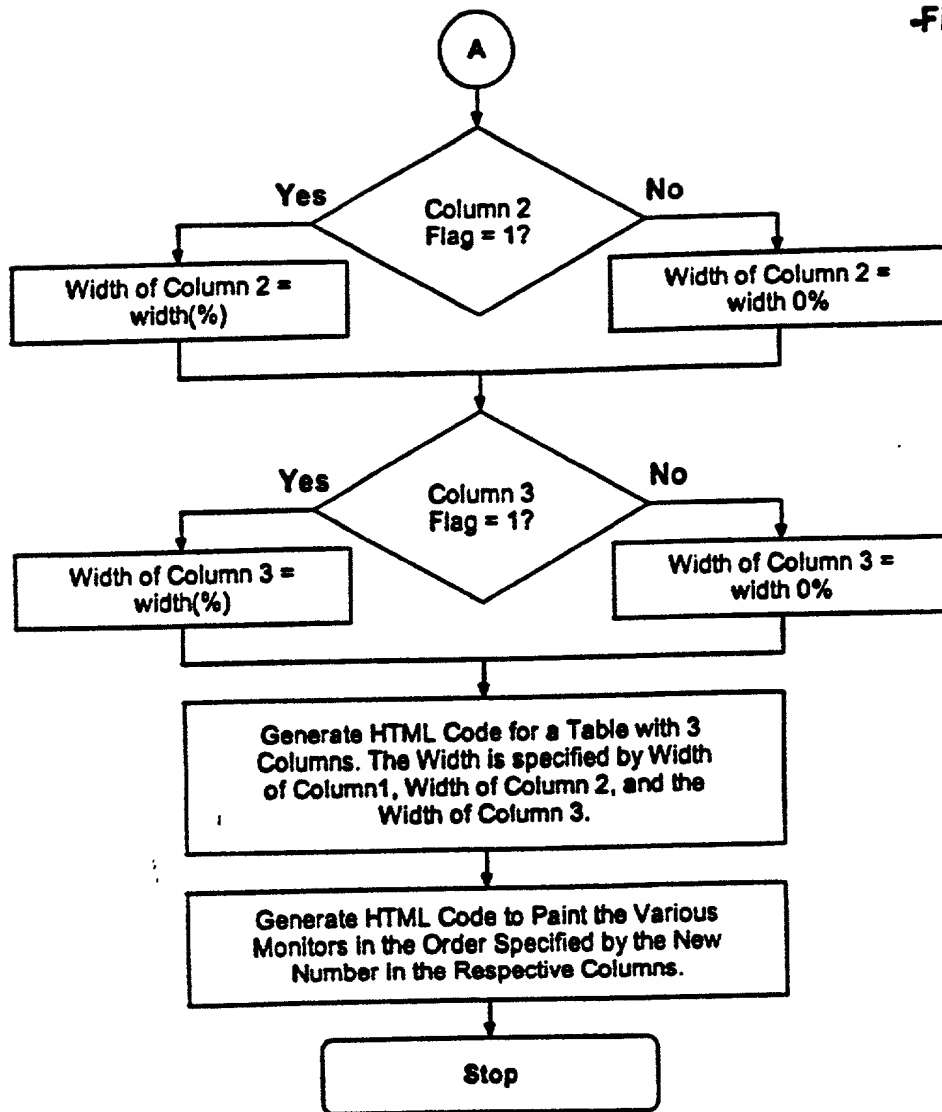 A
Yes
Column 2
Flag = 1?
No
Width of Column 2 =
width(%)
Width of Column 2 =
width 0%
Yes
Column 3
Flag = 1?
No
Width of Column 3 =
width(%)
Width of Column 3 =
width 0%
Generate HTML Code for a Table with 3
Columns. The Width is specified by Width
of Column1, Width of Column 2, and the
Width of Column 3.
Generate HTML Code to Paint the Various
Monitors in the Order Specified by the New
Number in the Respective Columns.
Stop